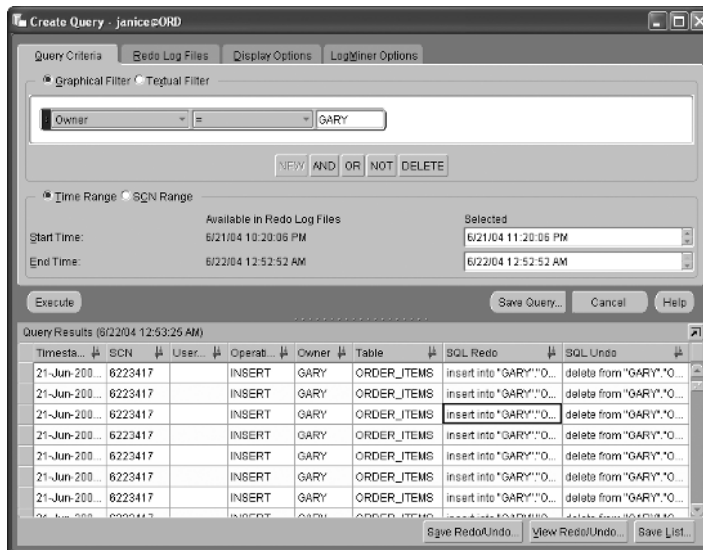 Create Query - janice@ORD
Query Criteria Redo Log Files Display Options LogMiner Options
Graphical Filter Textual Filter
Owner = GARY
NEW AND OR NOT DELETE
Time Range SCN Range
Available in Redo Log Files Selected
Start Time: 6/21/04 10:20:06 PM 6/21/04 11:20:06 PM
End Time: 6/22/04 12:52:52 AM 6/22/04 12:52:52 AM
Execute Save Query... Cancel Help
Query Results (6/22/04 12:53:25 AM)
Timesta... SCN User... Operati... Owner Table SQL Redo SQL Undo
21-Jun-200... 6223417 INSERT GARY ORDER_ITEMS insert into "GARY"."O... delete from "GARY"."O...
21-Jun-200... 6223417 INSERT GARY ORDER_ITEMS insert into "GARY"."O... delete from "GARY"."O...
21-Jun-200... 6223417 INSERT GARY ORDER_ITEMS insert into "GARY"."O... delete from "GARY"."O...
21-Jun-200... 6223417 INSERT GARY ORDER_ITEMS insert into "GARY"."O... delete from "GARY"."O...
21-Jun-200... 6223417 INSERT GARY ORDER_ITEMS insert into "GARY"."O... delete from "GARY"."O...
21-Jun-200... 6223417 INSERT GARY ORDER_ITEMS insert into "GARY"."O... delete from "GARY"."O...
21-Jun-200... 6223417 INSERT GARY ORDER_ITEMS insert into "GARY"."O... delete from "GARY"."O...
Save Redo/Undo... View Redo/Undo... Save List...